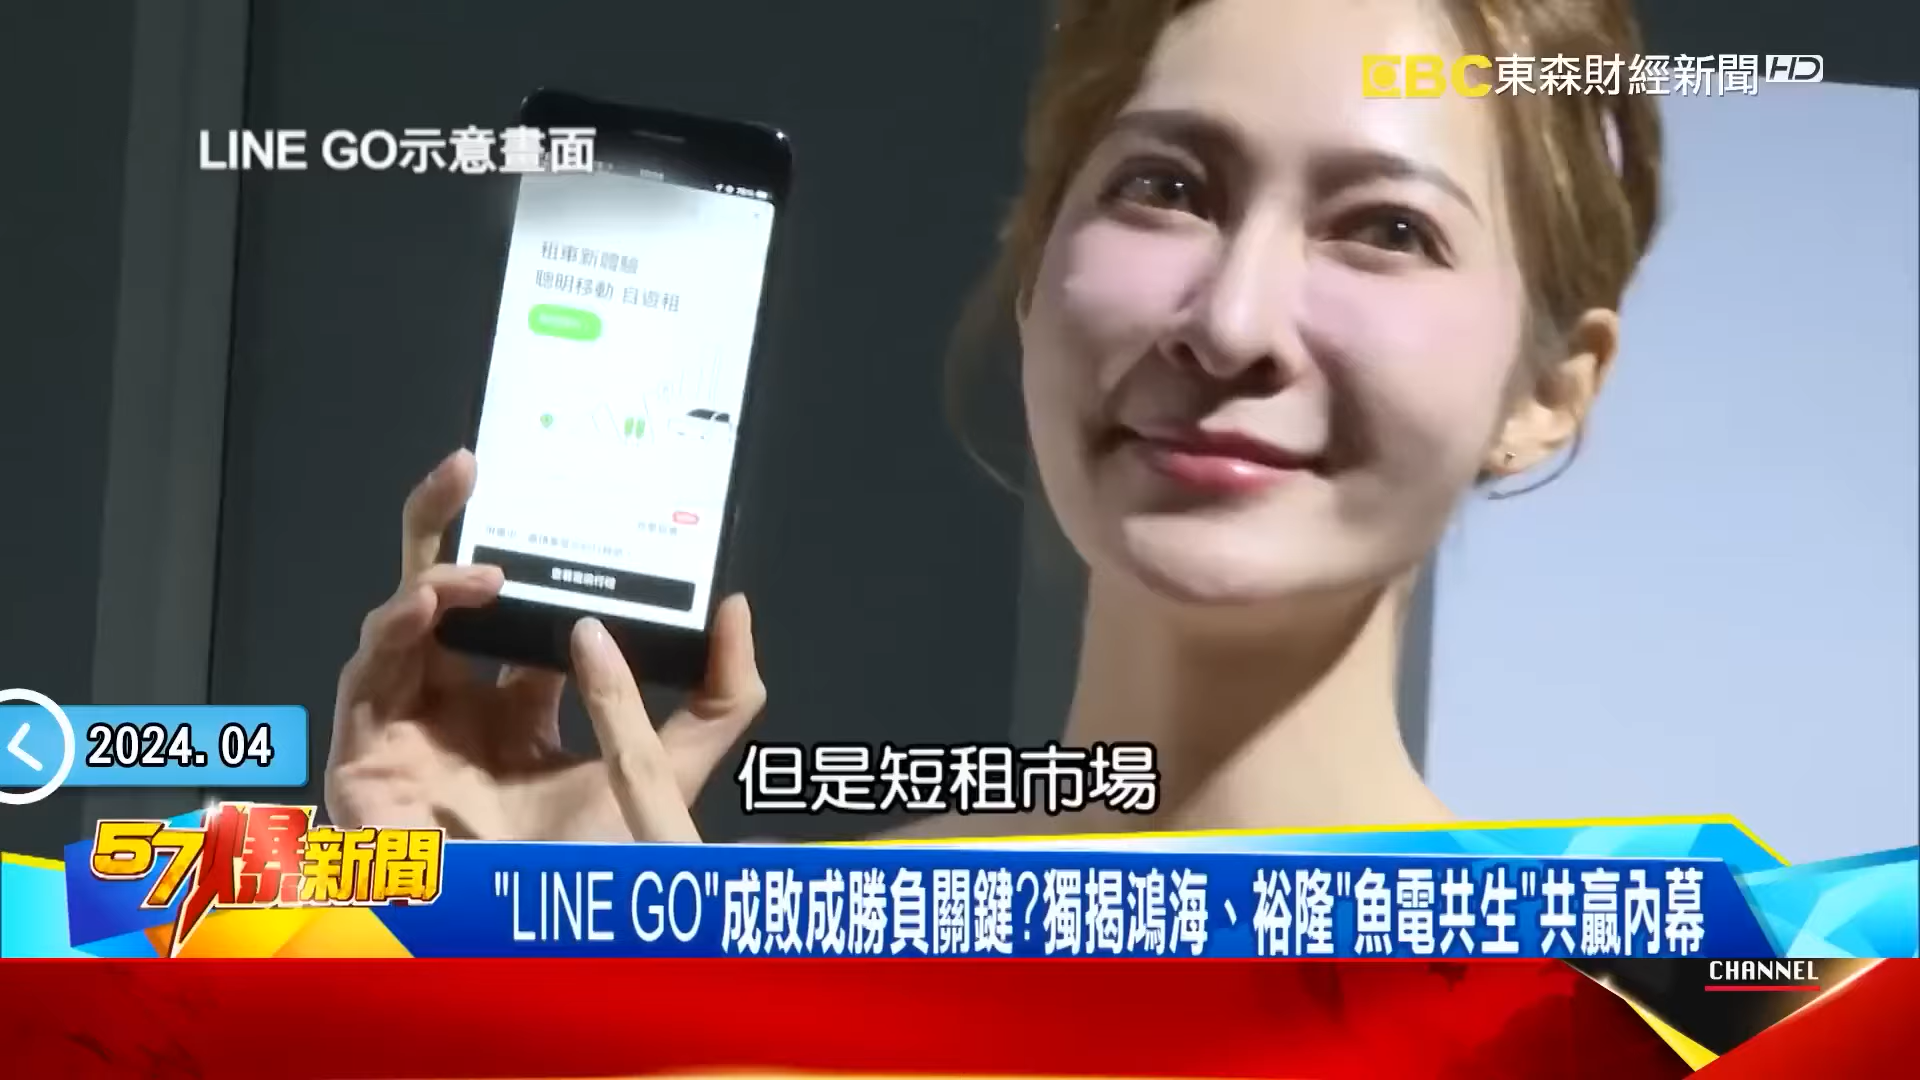 EBC東森財經新聞HD
LINE GO示意畫面
租車新體驗
聰明移動 自遊租
2024.04
但是短租市場
57爆新聞
"LINE GO"成敗成勝負關鍵?獨揭鴻海、裕隆"魚電共生"共贏內幕
CHANNEL